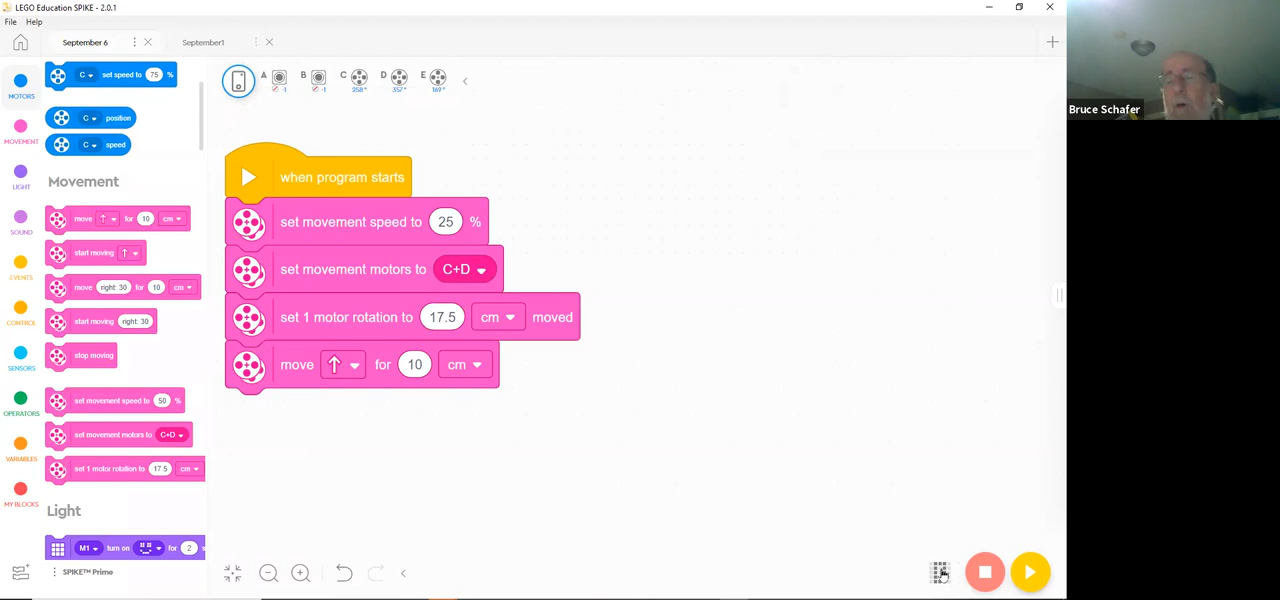 LEGO Education SPIKE - 2.0.1
File Help
September 6
September1
MOTORS
MOVEMENT
LIGHT
SOUND
EVENTS
CONTROL
SENSORS
OPERATORS
VARIABLES
MY BLOCKS
C set speed to 75 %
C position
C speed
Movement
move for 10 cm
start moving
move right: 30 for 10 cm
start moving right: 30
stop moving
set movement speed to 50 %
set movement motors to C+D
set 1 motor rotation to 17.5 cm
Light
M1 turn on for 2 s
SPIKE™ Prime
A B C D E
-1 -1 258° 357° 169°
when program starts
set movement speed to 25 %
set movement motors to C+D
set 1 motor rotation to 17.5 cm moved
move for 10 cm
Bruce Schafer